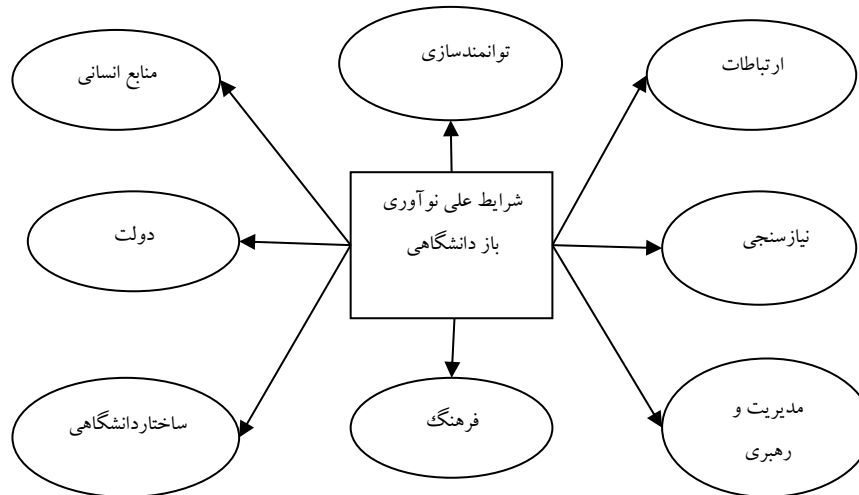 ارتباطات
توانمندسازی
منابع انسانی
شرایط علی نوآوری
باز دانشگاهی
نیازسنجی
دولت
مدیریت و
رهبری
فرهنگ
ساختاردانشگاهی